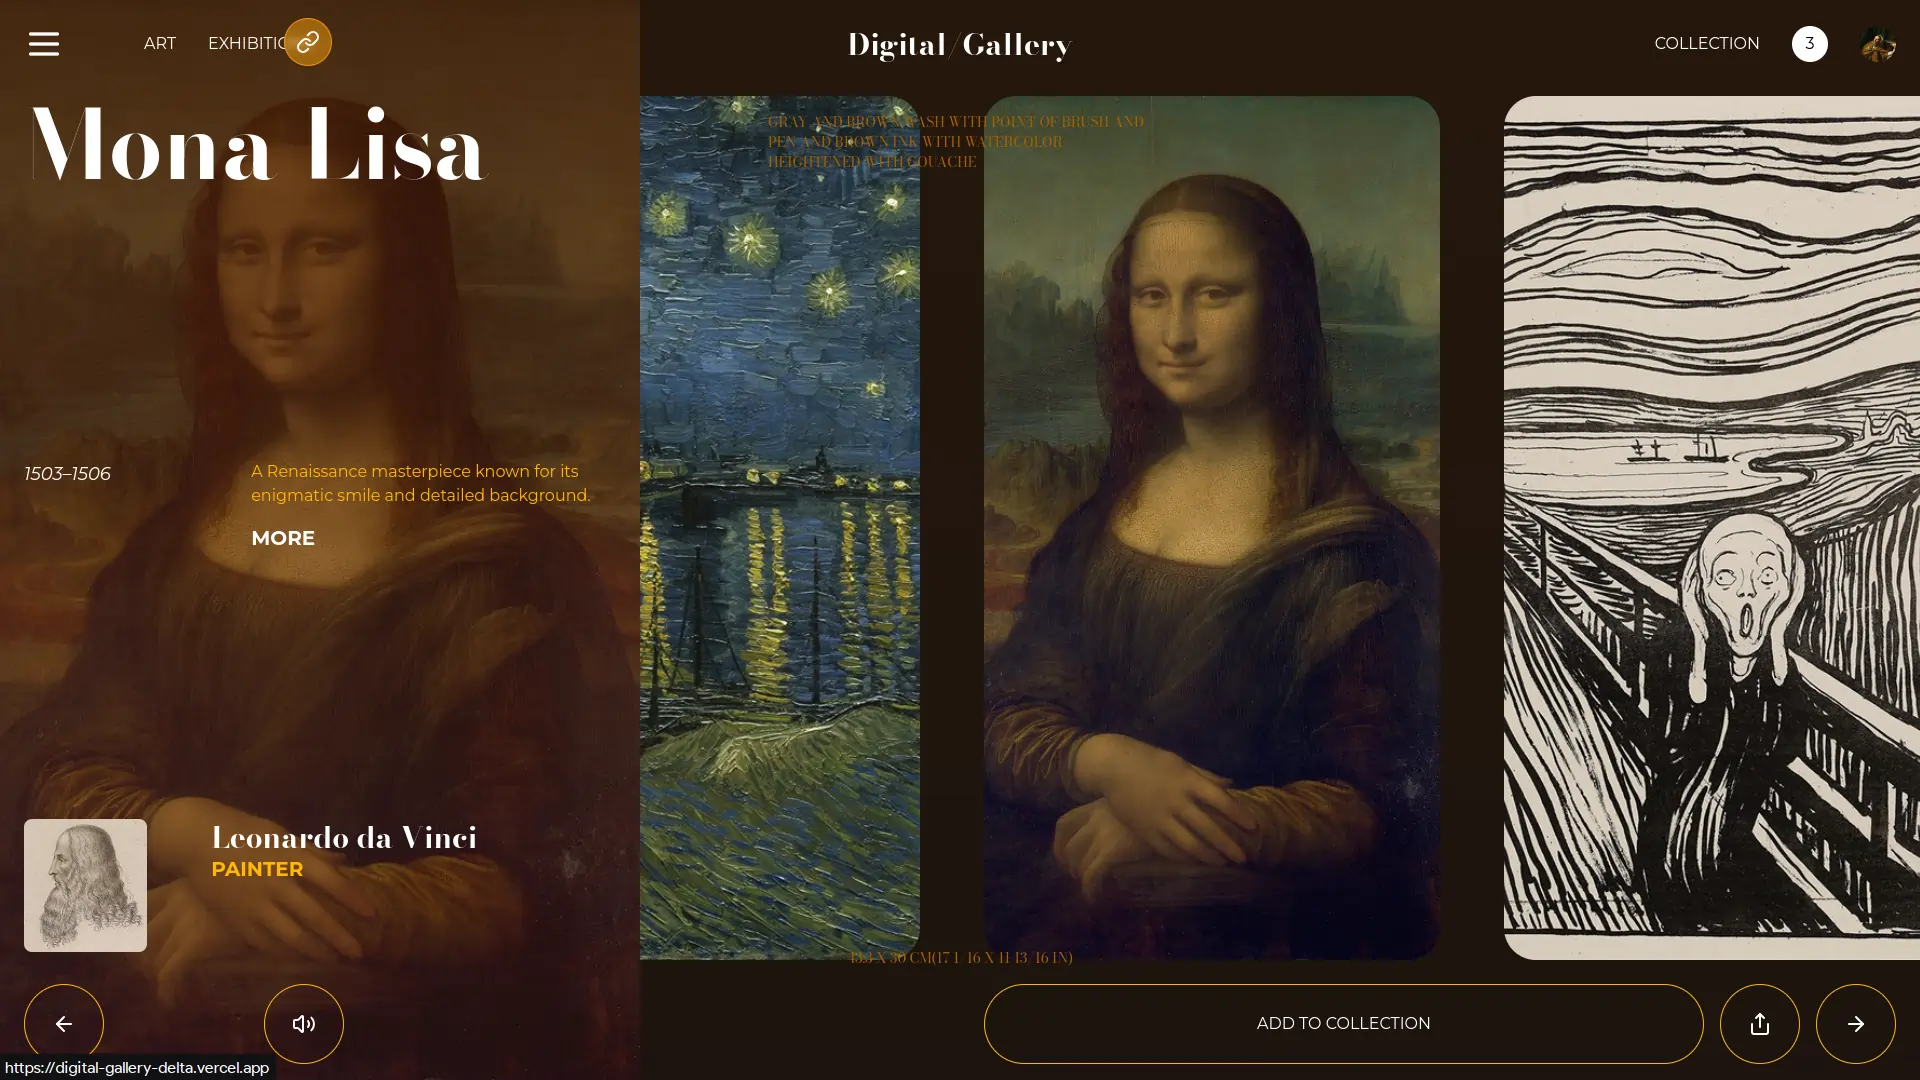 ART
EXHIBITIO
Digital/Gallery
COLLECTION
3
Mona Lisa
GRAY AND BROWN WASH WITH POINT OF BRUSH AND
PEN AND BROWN INK WITH WATERCOLOR
HEIGHTENED WITH GOUACHE
1503–1506
A Renaissance masterpiece known for its
enigmatic smile and detailed background.
MORE
Leonardo da Vinci
PAINTER
43.3 X 30 CM(17 1/16 X 11 13/16 IN)
ADD TO COLLECTION
https://digital-gallery-delta.vercel.app